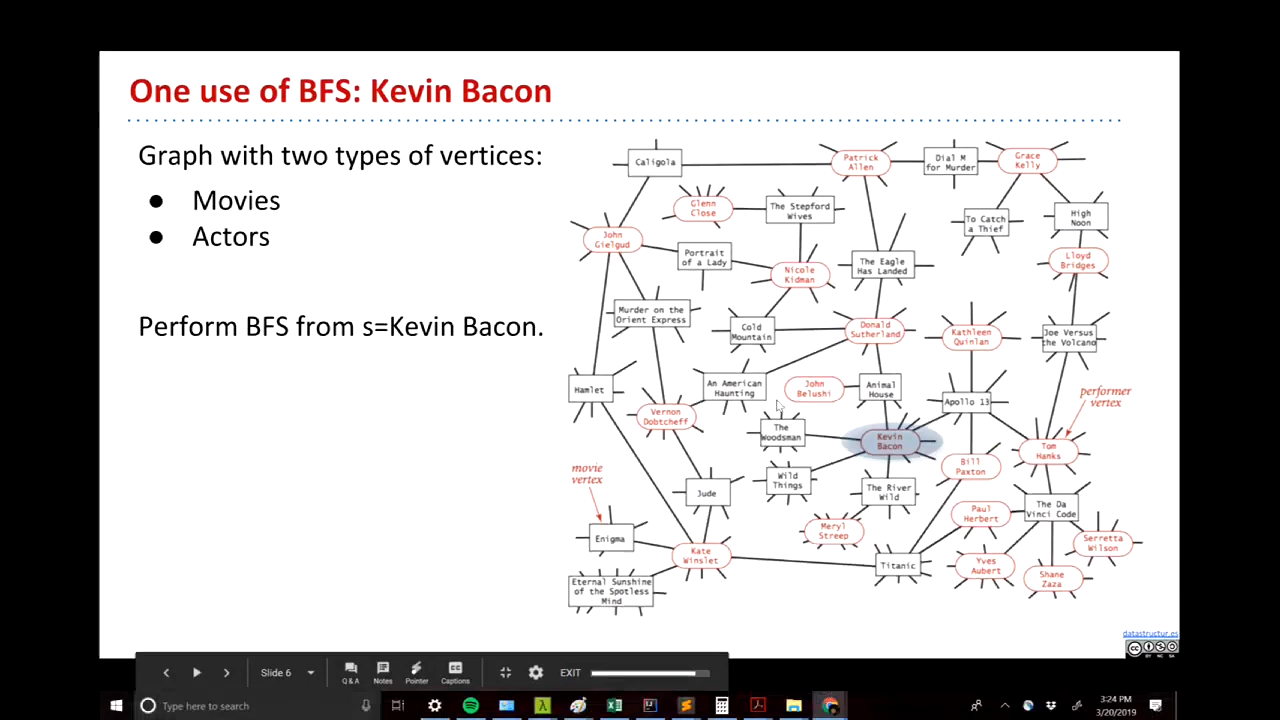 One use of BFS: Kevin Bacon
Graph with two types of vertices:
● Movies
● Actors
Perform BFS from s=Kevin Bacon.
Caligola
Patrick
Allen
Dial M
for Murder
Grace
Kelly
Glenn
Close
The Stepford
Wives
To Catch
a Thief
High
Noon
John
Gielgud
Portrait
of a Lady
Nicole
Kidman
The Eagle
Has Landed
Lloyd
Bridges
Murder on the
Orient Express
Cold
Mountain
Donald
Sutherland
Kathleen
Quinlan
Joe Versus
the Volcano
Hamlet
An American
Haunting
John
Belushi
Animal
House
Apollo 13
performer
vertex
Vernon
Dobtcheff
The
Woodsman
Kevin
Bacon
Tom
Hanks
movie
vertex
Jude
Wild
Things
The River
Wild
Bill
Paxton
Paul
Herbert
The Da
Vinci Code
Enigma
Kate
Winslet
Meryl
Streep
Titanic
Yves
Aubert
Shane
Zaza
Serretta
Wilson
Eternal Sunshine
of the Spotless
Mind
datastructur.es
Slide 6
Q & A
Notes
Pointer
Captions
EXIT
Type here to search
3:24 PM
3/20/2019